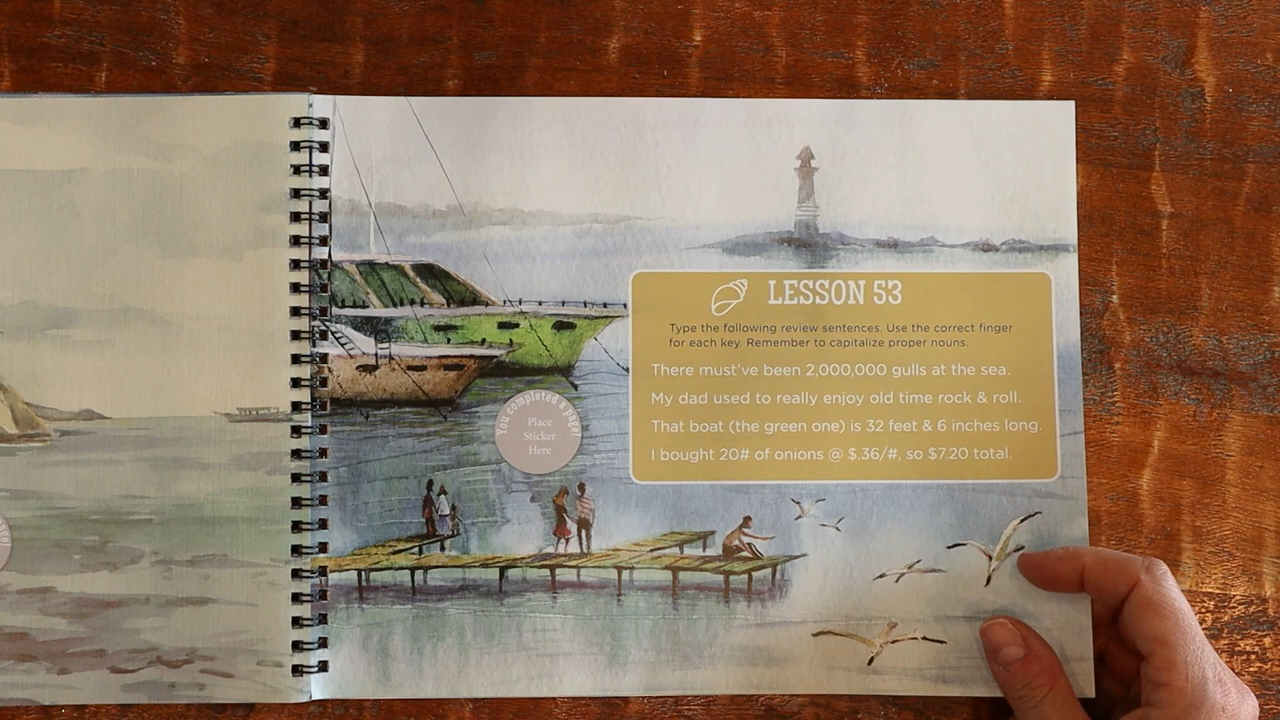 LESSON 53
Type the following review sentences. Use the correct finger
for each key. Remember to capitalize proper nouns.
There must've been 2,000,000 gulls at the sea.
My dad used to really enjoy old time rock & roll.
That boat (the green one) is 32 feet & 6 inches long.
I bought 20# of onions @ $.36/#, so $7.20 total.
You completed a page!
Place
Sticker
Here